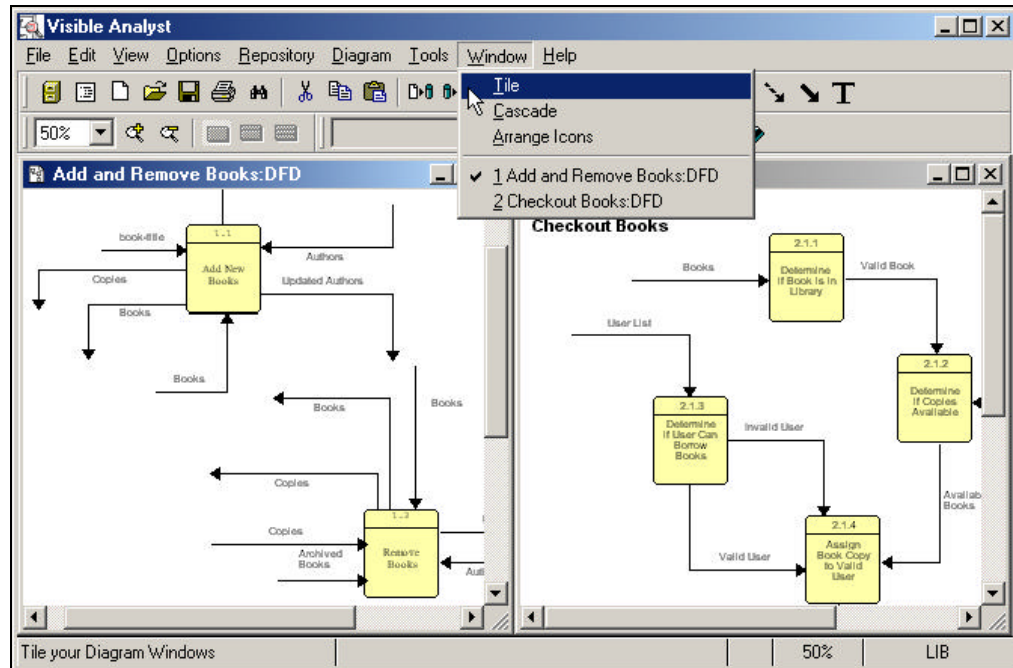 Visible Analyst
File Edit View Options Repository Diagram Tools Window Help
Tile
Cascade
Arrange Icons
1 Add and Remove Books:DFD
2 Checkout Books:DFD
T
50%
Add and Remove Books:DFD
book-title
1.1
Add New
Books
Authors
Copies
Updated Authors
Books
Books
Books
Books
Copies
Copies
Archived
Books
Remove
Books
Checkout Books
Books
2.1.1
Determine
If Book Is In
Library
Valid Book
User List
2.1.2
Determine
If Copies
Available
2.1.3
Determine
If User Can
Borrow
Books
Invalid User
Books
2.1.4
Assign
Book Copy
to Valid
User
Valid User
Tile your Diagram Windows
50%
LIB